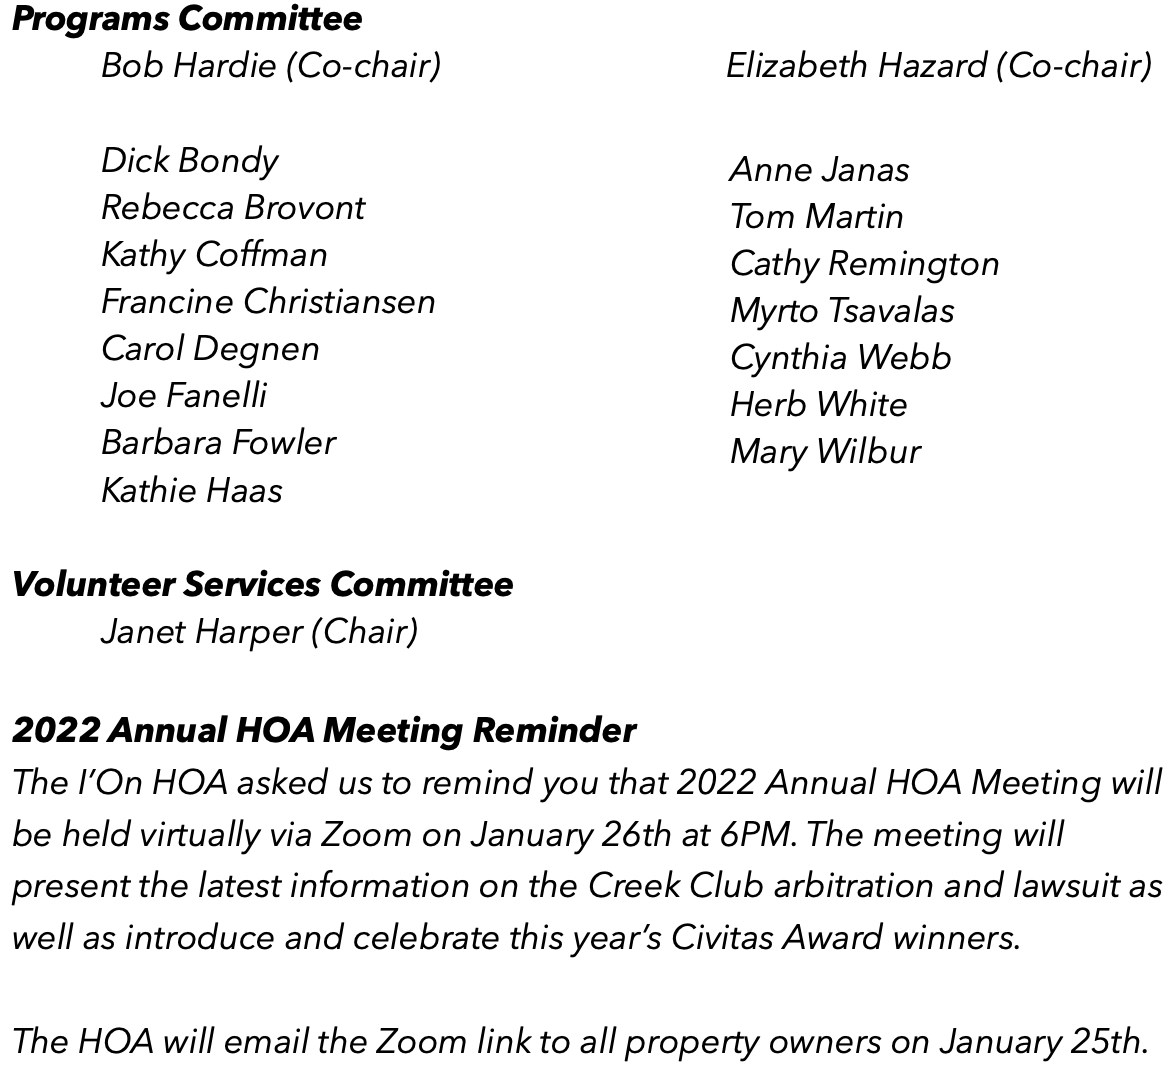 Programs Committee
Bob Hardie (Co-chair)
Elizabeth Hazard (Co-chair)
Dick Bondy
Rebecca Brovont
Kathy Coffman
Francine Christiansen
Carol Degnen
Joe Fanelli
Barbara Fowler
Kathie Haas
Anne Janas
Tom Martin
Cathy Remington
Myrto Tsavalas
Cynthia Webb
Herb White
Mary Wilbur
Volunteer Services Committee
Janet Harper (Chair)
2022 Annual HOA Meeting Reminder
The I’On HOA asked us to remind you that 2022 Annual HOA Meeting will
be held virtually via Zoom on January 26th at 6PM. The meeting will
present the latest information on the Creek Club arbitration and lawsuit as
well as introduce and celebrate this year’s Civitas Award winners.
The HOA will email the Zoom link to all property owners on January 25th.